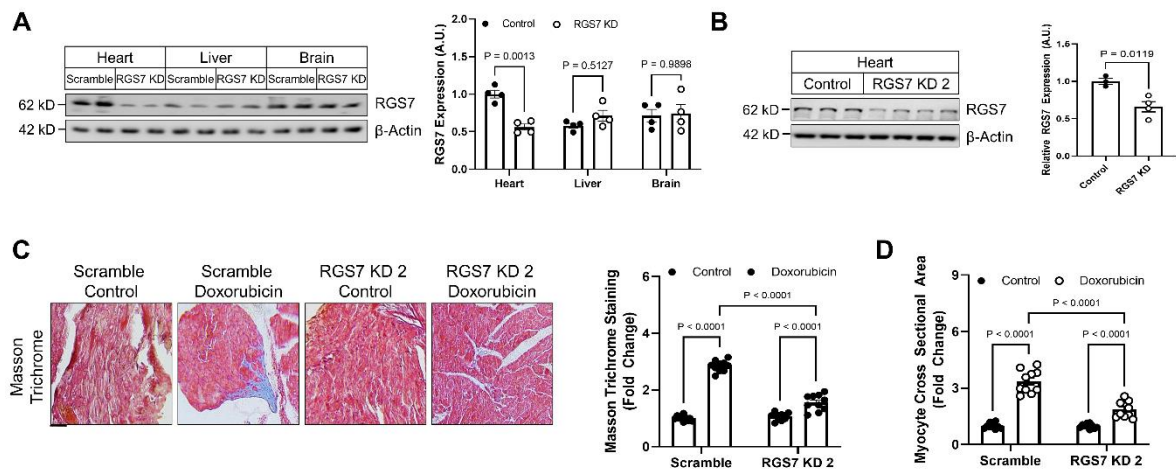 A
Heart Liver Brain
Scramble RGS7 KD Scramble RGS7 KD Scramble RGS7 KD
62 kD RGS7
42 kD β-Actin
Control RGS7 KD
RGS7 Expression (A.U.)
2.0
1.5
1.0
0.5
0.0
P = 0.0013
P = 0.5127
P = 0.9898
Heart Liver Brain
B
Heart
Control RGS7 KD 2
62 kD RGS7
42 kD β-Actin
Relative RGS7 Expression (A.U.)
2.0
1.5
1.0
0.5
0.0
P = 0.0119
Control RGS7 KD
C
Scramble Control
Scramble Doxorubicin
RGS7 KD 2 Control
RGS7 KD 2 Doxorubicin
Masson Trichrome
Control Doxorubicin
Masson Trichrome Staining
(Fold Change)
6
4
2
0
P < 0.0001
P < 0.0001
P < 0.0001
Scramble RGS7 KD 2
D
Control Doxorubicin
Myocyte Cross Sectional Area
(Fold Change)
9
6
3
0
P < 0.0001
P < 0.0001
P < 0.0001
Scramble RGS7 KD 2